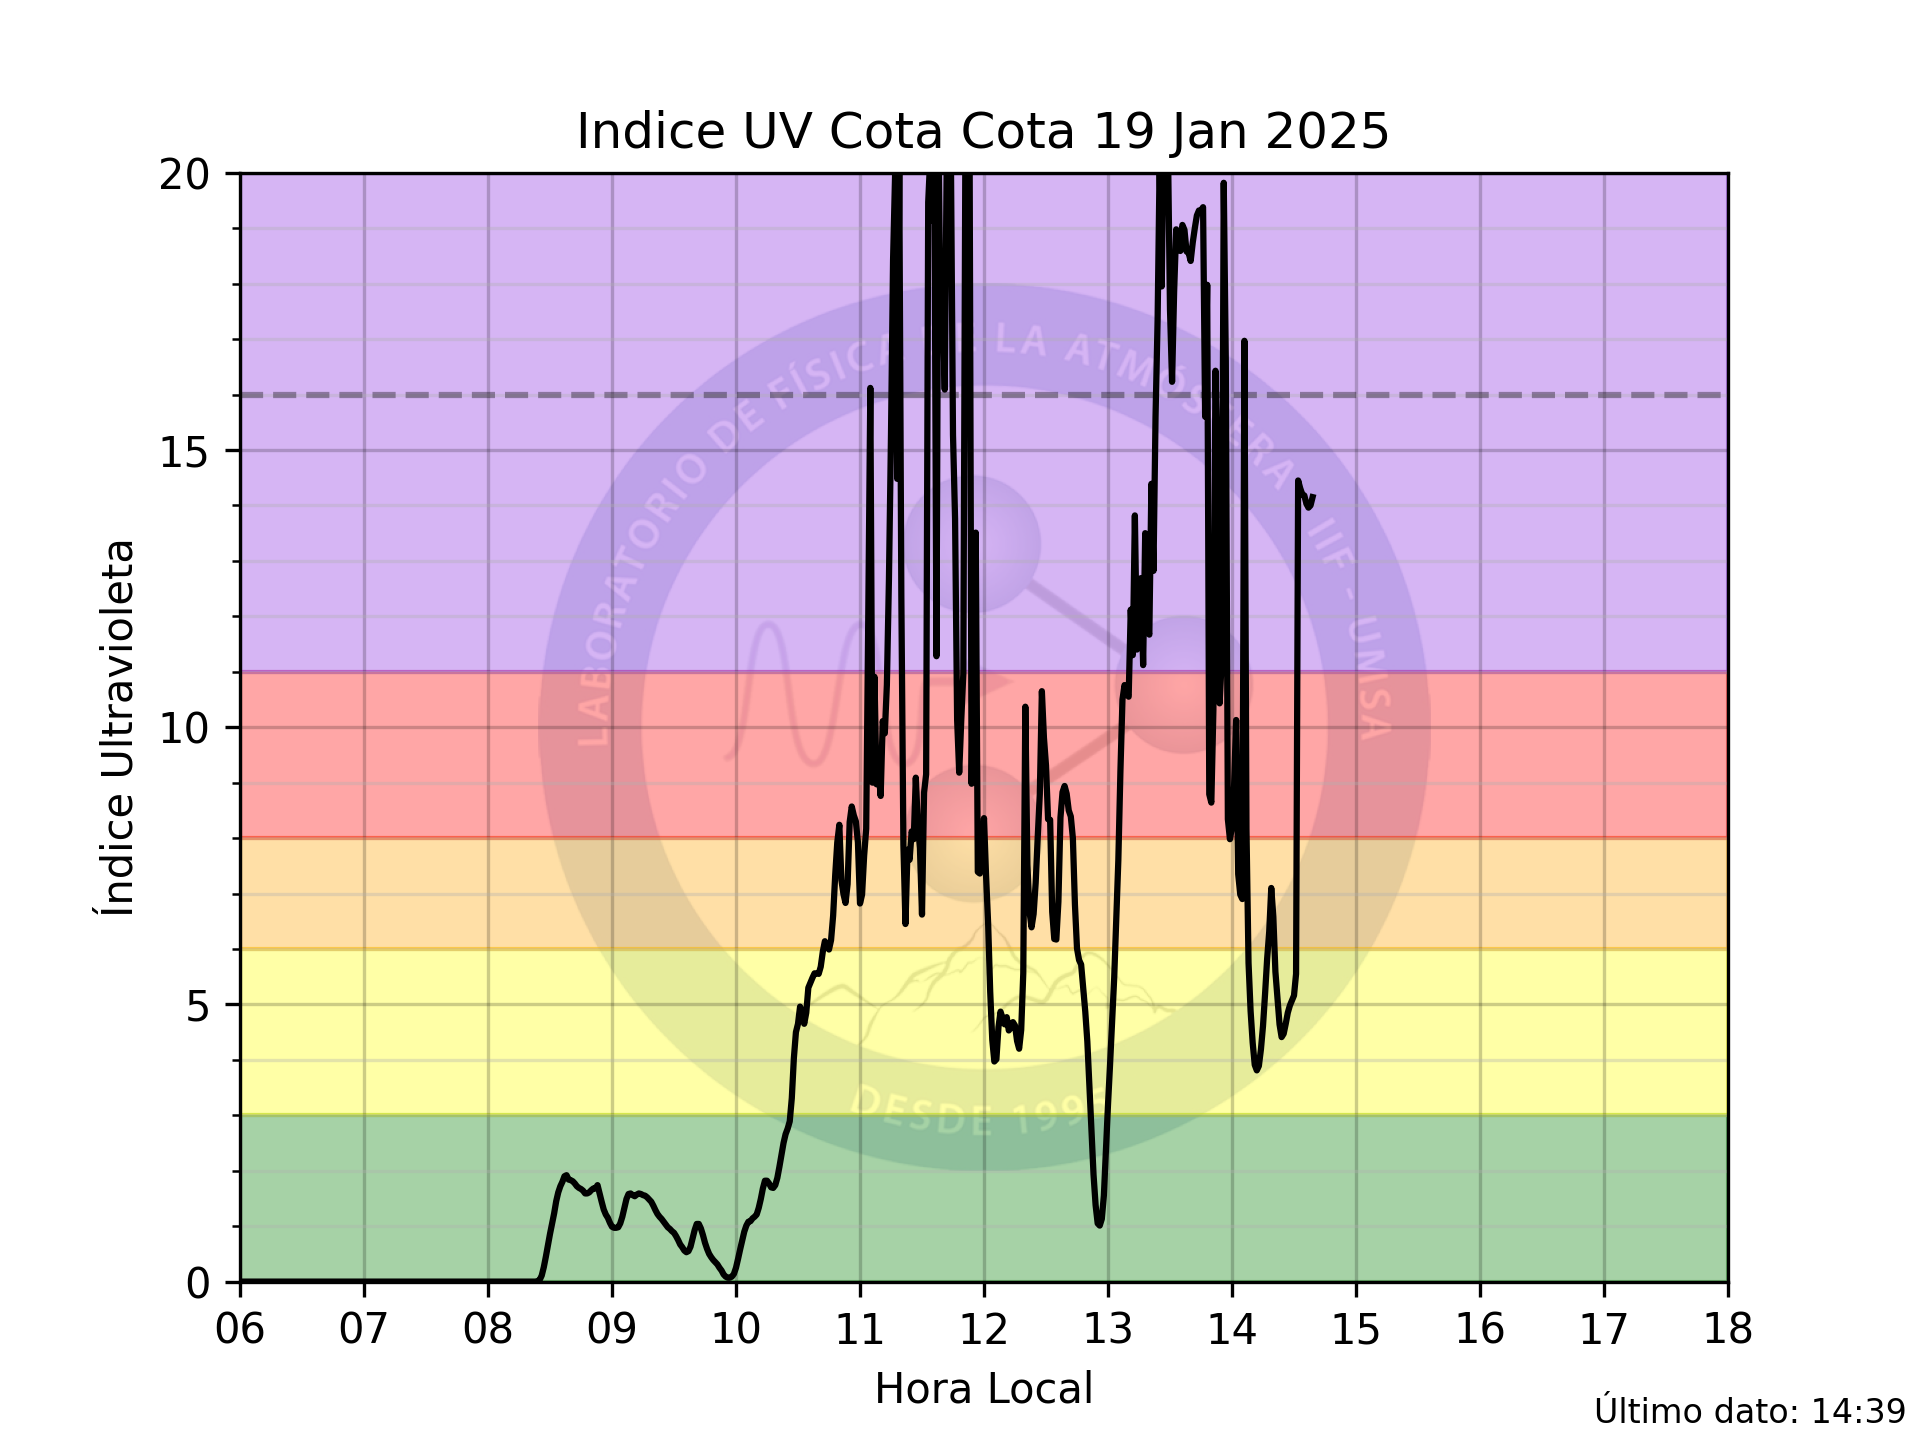 Indice UV Cota Cota 19 Jan 2025
20
15
10
5
0
Índice Ultravioleta
LABORATORIO DE FÍSICA LA ATMÓSFERA IIF - UMSA
DESDE
06 07 08 09 10 11 12 13 14 15 16 17 18
Hora Local
Último dato: 14:39